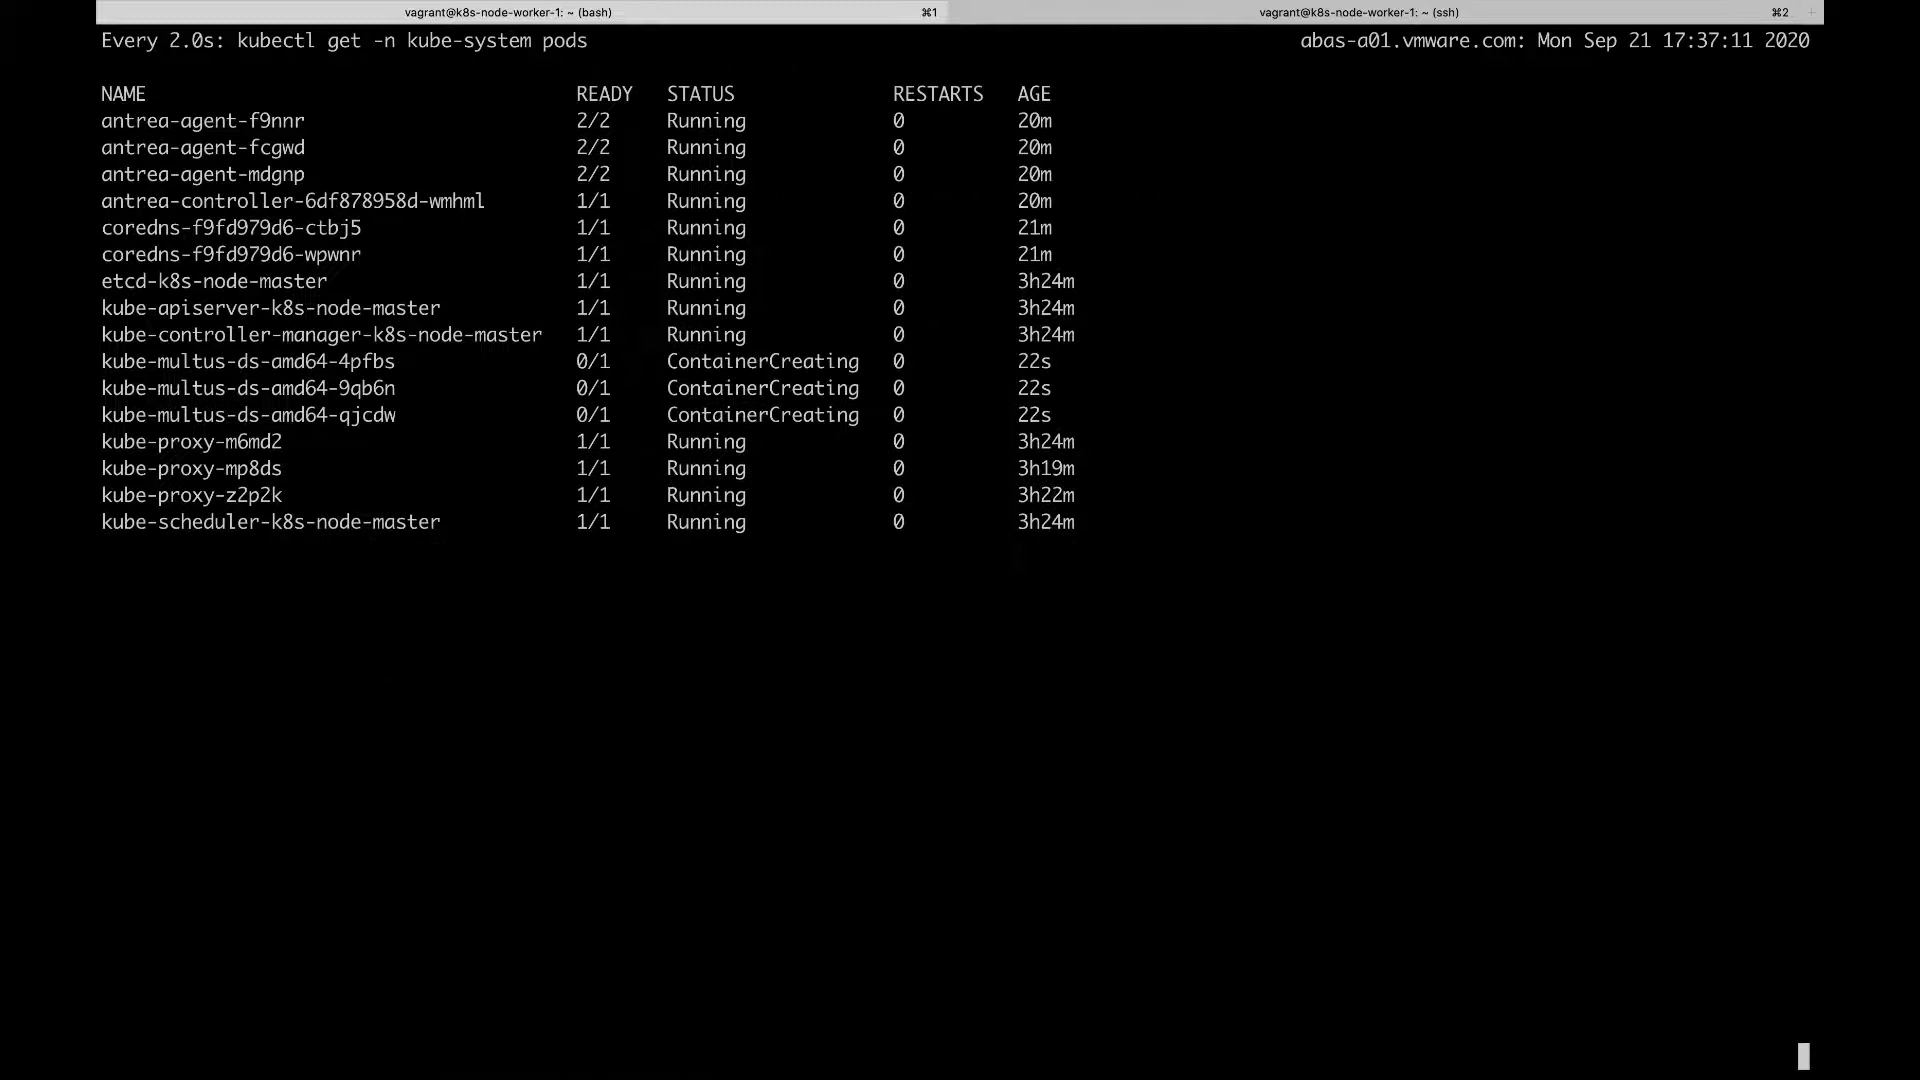 vagrant@k8s-node-worker-1: ~ (bash) ⌘1 vagrant@k8s-node-worker-1: ~ (ssh) ⌘2 +
Every 2.0s: kubectl get -n kube-system pods abas-a01.vmware.com: Mon Sep 21 17:37:11 2020
NAME READY STATUS RESTARTS AGE
antrea-agent-f9nnr 2/2 Running 0 20m
antrea-agent-fcgwd 2/2 Running 0 20m
antrea-agent-mdgnp 2/2 Running 0 20m
antrea-controller-6df878958d-wmhml 1/1 Running 0 20m
coredns-f9fd979d6-ctbj5 1/1 Running 0 21m
coredns-f9fd979d6-wpwnr 1/1 Running 0 21m
etcd-k8s-node-master 1/1 Running 0 3h24m
kube-apiserver-k8s-node-master 1/1 Running 0 3h24m
kube-controller-manager-k8s-node-master 1/1 Running 0 3h24m
kube-multus-ds-amd64-4pfbs 0/1 ContainerCreating 0 22s
kube-multus-ds-amd64-9qb6n 0/1 ContainerCreating 0 22s
kube-multus-ds-amd64-qjcdw 0/1 ContainerCreating 0 22s
kube-proxy-m6md2 1/1 Running 0 3h24m
kube-proxy-mp8ds 1/1 Running 0 3h19m
kube-proxy-z2p2k 1/1 Running 0 3h22m
kube-scheduler-k8s-node-master 1/1 Running 0 3h24m